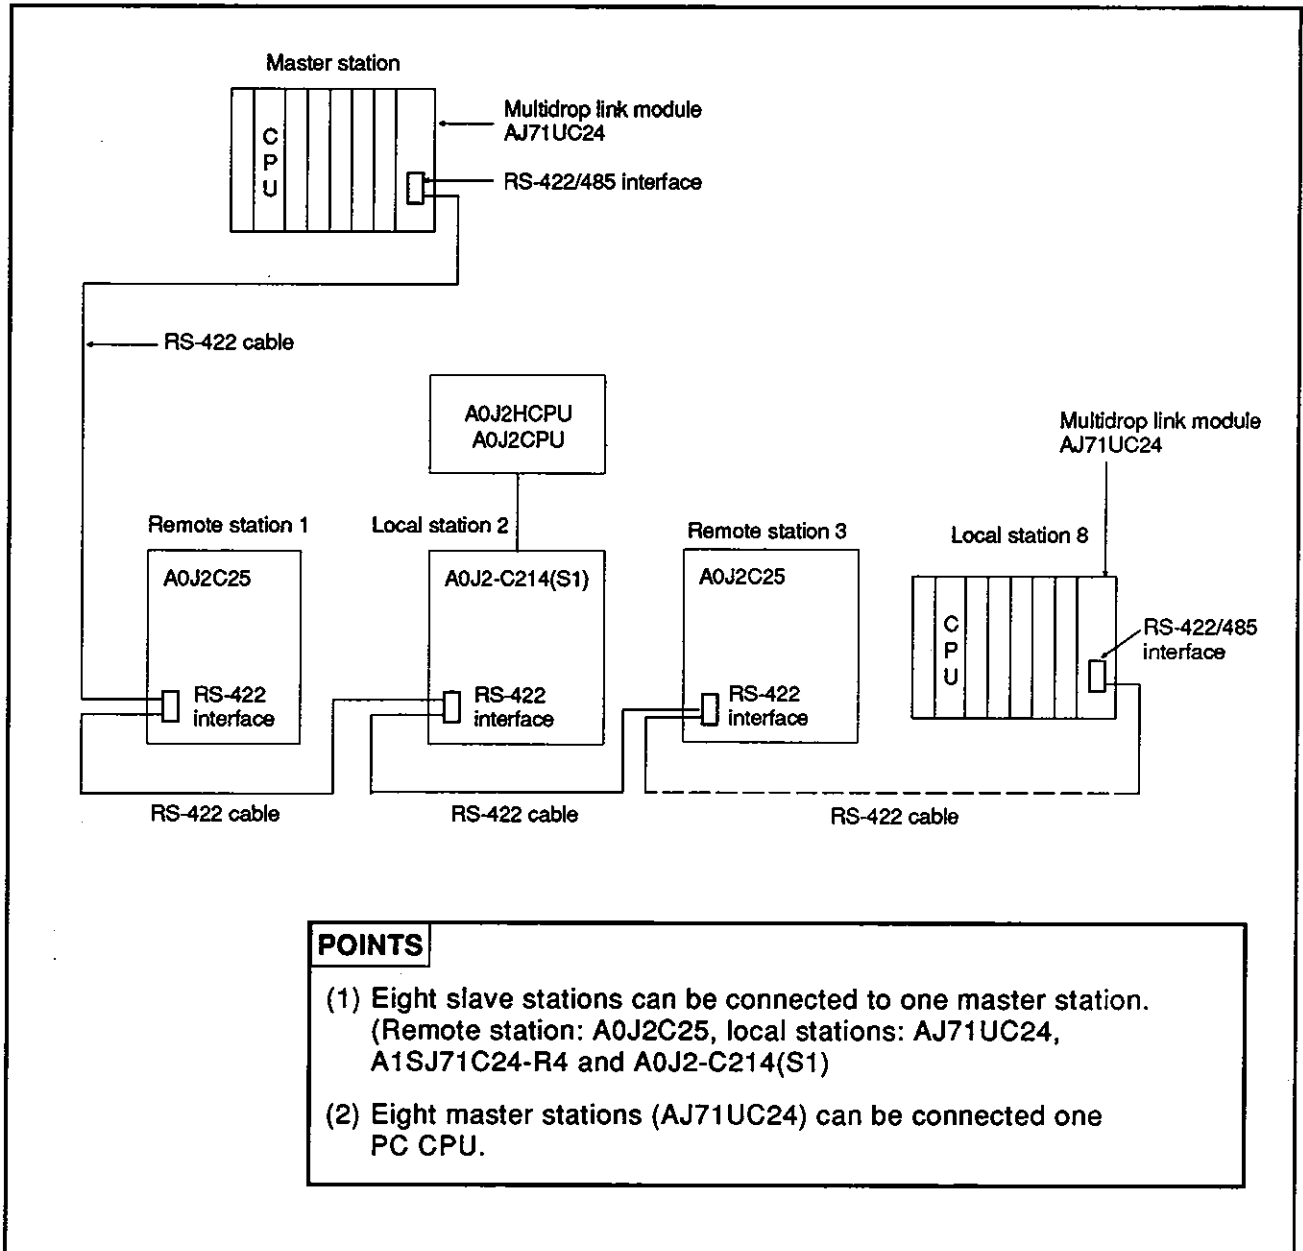 Master station
Multidrop link module
AJ71UC24
CPU
RS-422/485 interface
RS-422 cable
A0J2HCPU
A0J2CPU
Multidrop link module
AJ71UC24
Remote station 1
Local station 2
Remote station 3
Local station 8
A0J2C25
A0J2-C214(S1)
A0J2C25
CPU
RS-422/485
interface
RS-422
interface
RS-422
interface
RS-422
interface
RS-422 cable
RS-422 cable
RS-422 cable
POINTS
(1) Eight slave stations can be connected to one master station.
(Remote station: A0J2C25, local stations: AJ71UC24,
A1SJ71C24-R4 and A0J2-C214(S1)
(2) Eight master stations (AJ71UC24) can be connected one
PC CPU.